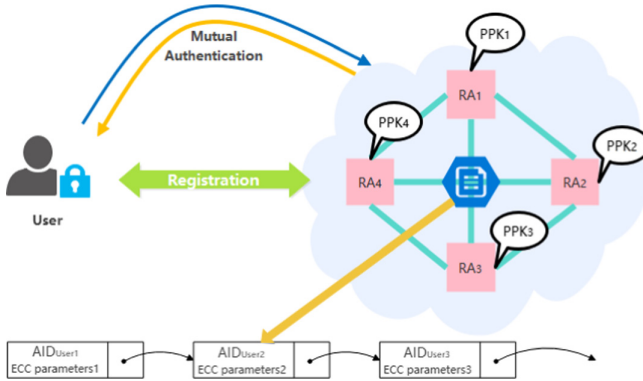 Mutual
Authentication
PPK1
RA1
PPK4
PPK2
RA4
RA2
Registration
User
PPK3
RA3
AIDUser1
ECC parameters1
AIDUser2
ECC parameters2
AIDUser3
ECC parameters3